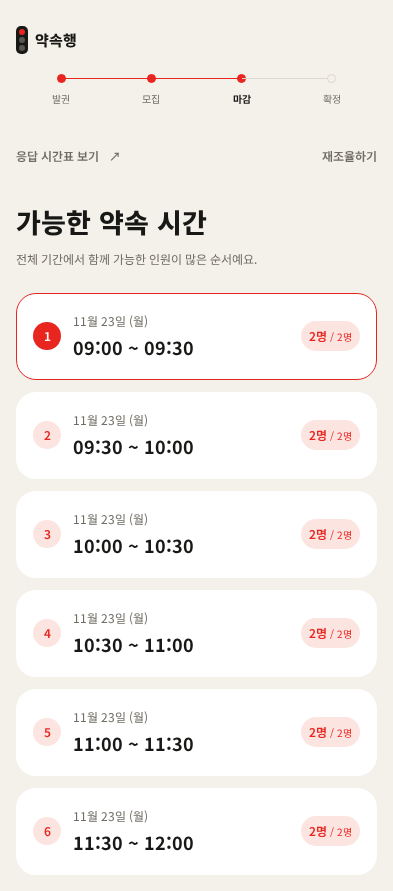 약속행
발권
모집
마감
확정
응답 시간표 보기 ↗
재조율하기
가능한 약속 시간
전체 기간에서 함께 가능한 인원이 많은 순서예요.
1
11월 23일 (월)
09:00 ~ 09:30
2명 / 2명
2
11월 23일 (월)
09:30 ~ 10:00
2명 / 2명
3
11월 23일 (월)
10:00 ~ 10:30
2명 / 2명
4
11월 23일 (월)
10:30 ~ 11:00
2명 / 2명
5
11월 23일 (월)
11:00 ~ 11:30
2명 / 2명
6
11월 23일 (월)
11:30 ~ 12:00
2명 / 2명